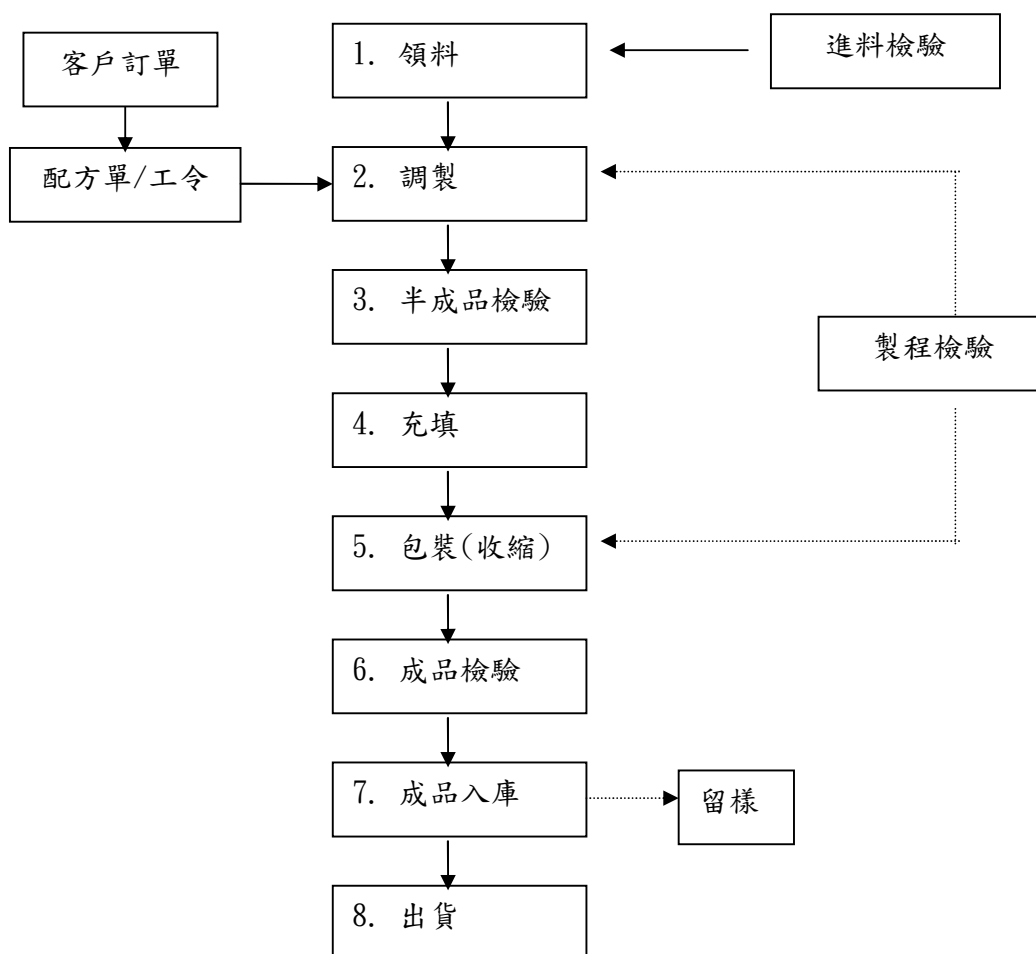 客戶訂單
1. 領料
進料檢驗
配方單/工令
2. 調製
3. 半成品檢驗
製程檢驗
4. 充填
5. 包裝(收縮)
6. 成品檢驗
7. 成品入庫
留樣
8. 出貨